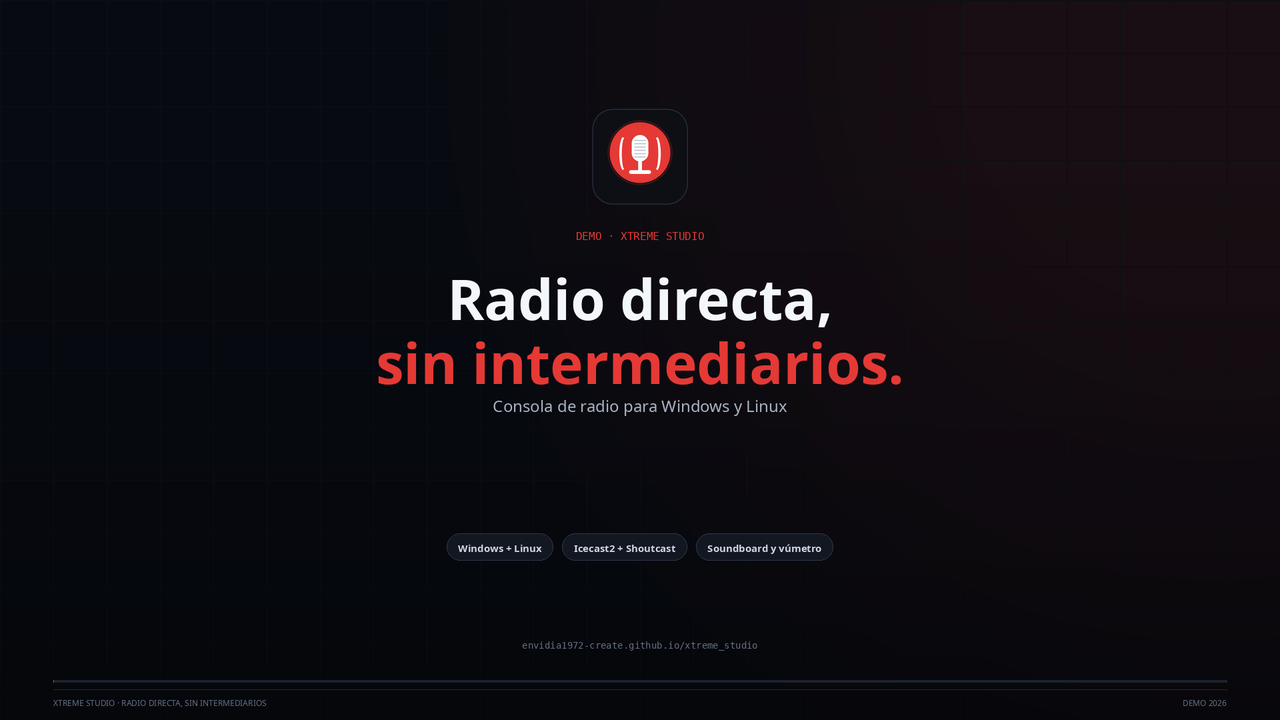 DEMO · XTREME STUDIO
Radio directa,
sin intermediarios.
Consola de radio para Windows y Linux
Windows + Linux
Icecast2 + Shoutcast
Soundboard y vúmetro
envidia1972-create.github.io/xtreme_studio
XTREME STUDIO · RADIO DIRECTA, SIN INTERMEDIARIOS
DEMO 2026